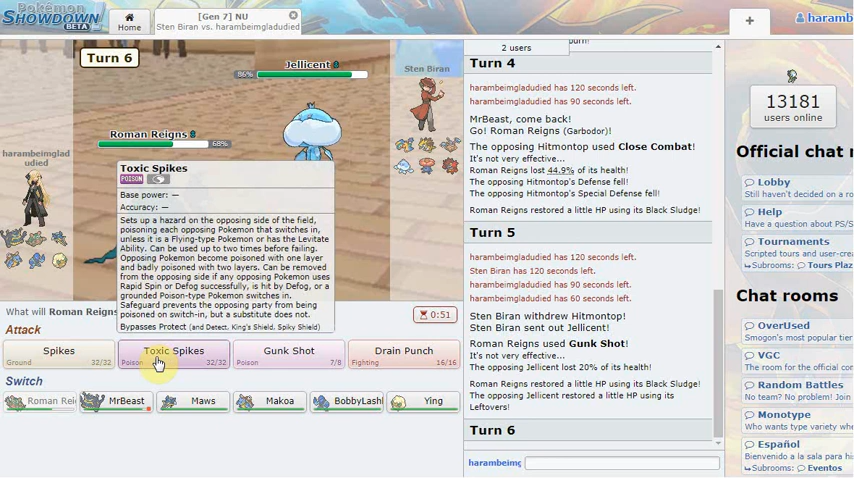 Pokémon
SHOWDOWN
BETA
Home
[Gen 7] NU
Sten Biran vs. harambeimgladudied
+
haramb
Turn 6
Jellicent
86%
Sten Biran
Roman Reigns
68%
harambeimglad
udied
Toxic Spikes
POISON
Base power: —
Accuracy: —
Sets up a hazard on the opposing side of the field,
poisoning each opposing Pokemon that switches in,
unless it is a Flying-type Pokemon or has the Levitate
Ability. Can be used up to two times before failing.
Opposing Pokemon become poisoned with one layer
and badly poisoned with two layers. Can be removed
from the opposing side if any opposing Pokemon uses
Rapid Spin or Defog successfully, is hit by Defog, or a
grounded Poison-type Pokemon switches in.
Safeguard prevents the opposing party from being
poisoned on switch-in, but a substitute does not.
Bypasses Protect (and Detect, King's Shield, Spiky Shield)
What will Roman Reigns
0:51
Attack
Spikes
Ground 32/32
Toxic Spikes
Poison 32/32
Gunk Shot
Poison 7/8
Drain Punch
Fighting 16/16
Switch
Roman Reig
MrBeast
Maws
Makoa
BobbyLashl
Ying
2 users
Turn 4
harambeimgladudied has 120 seconds left.
harambeimgladudied has 90 seconds left.
MrBeast, come back!
Go! Roman Reigns (Garbodor)!
The opposing Hitmontop used Close Combat!
It's not very effective...
Roman Reigns lost 44.9% of its health!
The opposing Hitmontop's Defense fell!
The opposing Hitmontop's Special Defense fell!
Roman Reigns restored a little HP using its Black Sludge!
Turn 5
harambeimgladudied has 120 seconds left.
Sten Biran has 120 seconds left.
harambeimgladudied has 90 seconds left.
harambeimgladudied has 60 seconds left.
Sten Biran withdrew Hitmontop!
Sten Biran sent out Jellicent!
Roman Reigns used Gunk Shot!
It's not very effective...
The opposing Jellicent lost 20% of its health!
Roman Reigns restored a little HP using its Black Sludge!
The opposing Jellicent restored a little HP using its
Leftovers!
Turn 6
harambeimg
13181
users online
Official chat r
Lobby
Still haven't decided on a ro
Help
Have a question about PS/S
Tournaments
Scripted tours and user-crea
Subrooms: Tours Plaz
Chat rooms
OverUsed
Smogon's most popular tier
VGC
The room for the official con
Random Battles
No team? No problem! Join
Monotype
Who wants type variety whe
Español
Bienvenido a la sala para his
Subrooms: Eventos